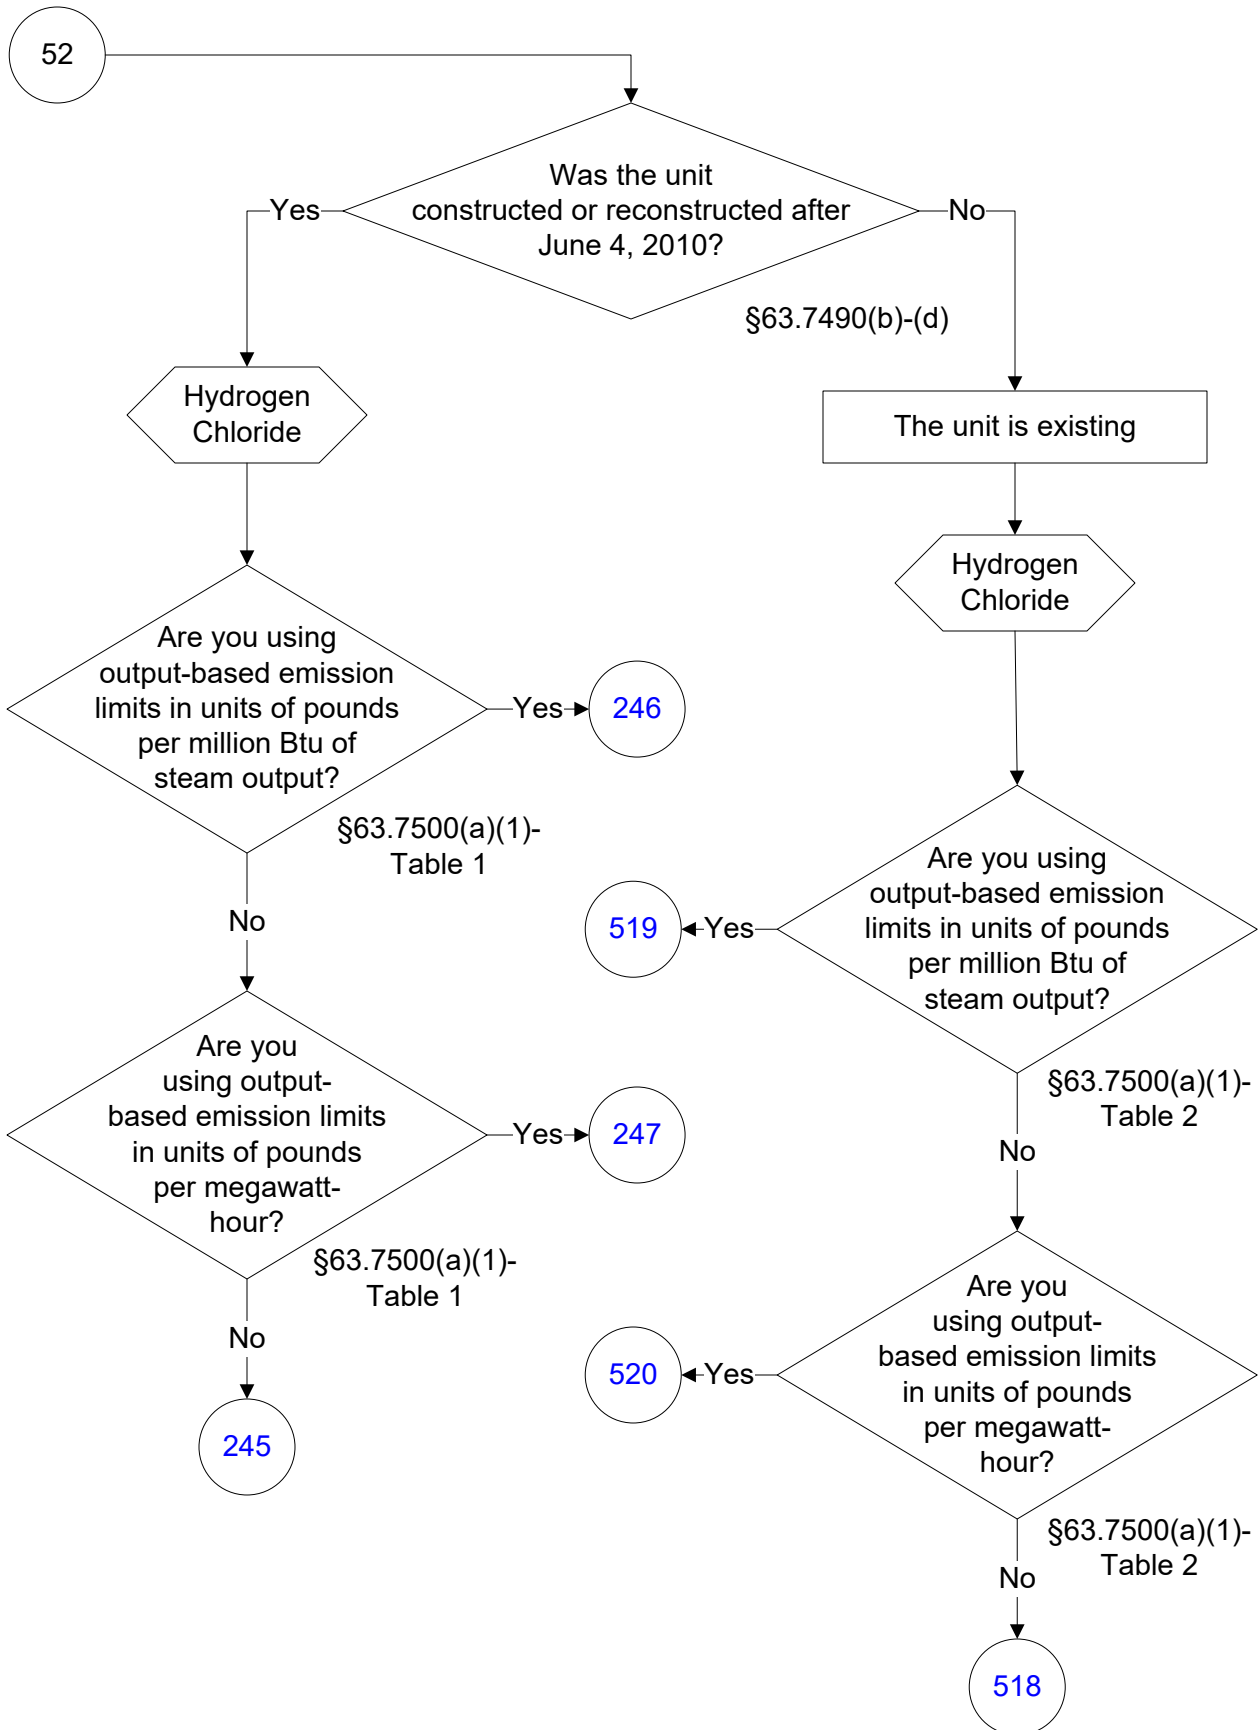 52
Was the unit
constructed or reconstructed after
June 4, 2010?
Yes
No
§63.7490(b)-(d)
Hydrogen
Chloride
Are you using
output-based emission
limits in units of pounds
per million Btu of
steam output?
Yes
246
§63.7500(a)(1)-
Table 1
No
Are you
using output-
based emission limits
in units of pounds
per megawatt-
hour?
Yes
247
§63.7500(a)(1)-
Table 1
No
245
The unit is existing
Hydrogen
Chloride
Are you using
output-based emission
limits in units of pounds
per million Btu of
steam output?
Yes
519
§63.7500(a)(1)-
Table 2
No
Are you
using output-
based emission limits
in units of pounds
per megawatt-
hour?
Yes
520
§63.7500(a)(1)-
Table 2
No
518